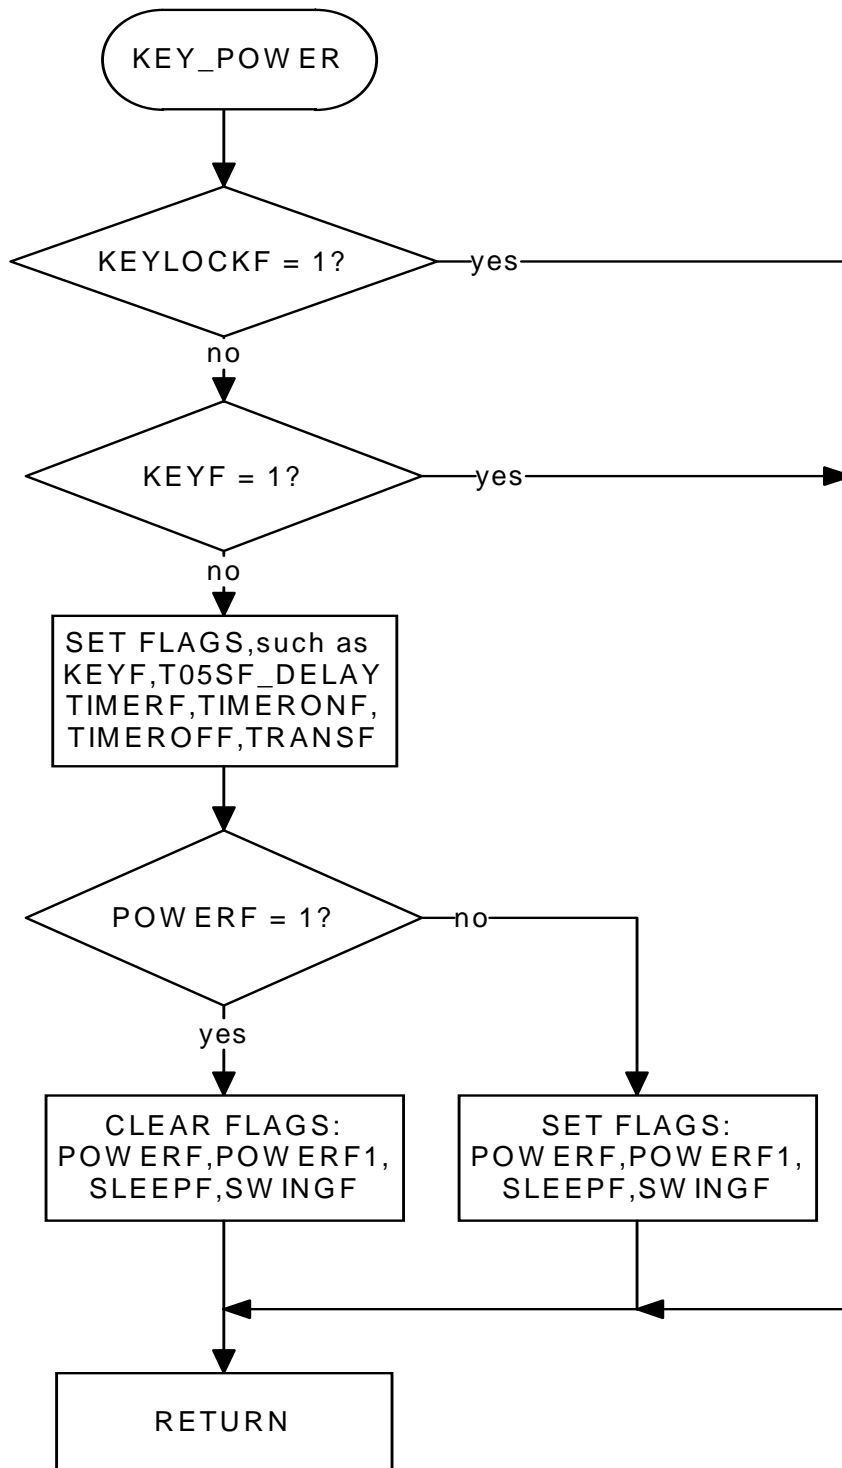 KEY_POWER
KEYLOCKF = 1?
yes
no
KEYF = 1?
yes
no
SET FLAGS,such as
KEYF,T05SF_DELAY
TIMERF,TIMERONF,
TIMEROFF,TRANSF
POWERF = 1?
no
yes
CLEAR FLAGS:
POWERF,POWERF1,
SLEEPF,SWINGF
SET FLAGS:
POWERF,POWERF1,
SLEEPF,SWINGF
RETURN